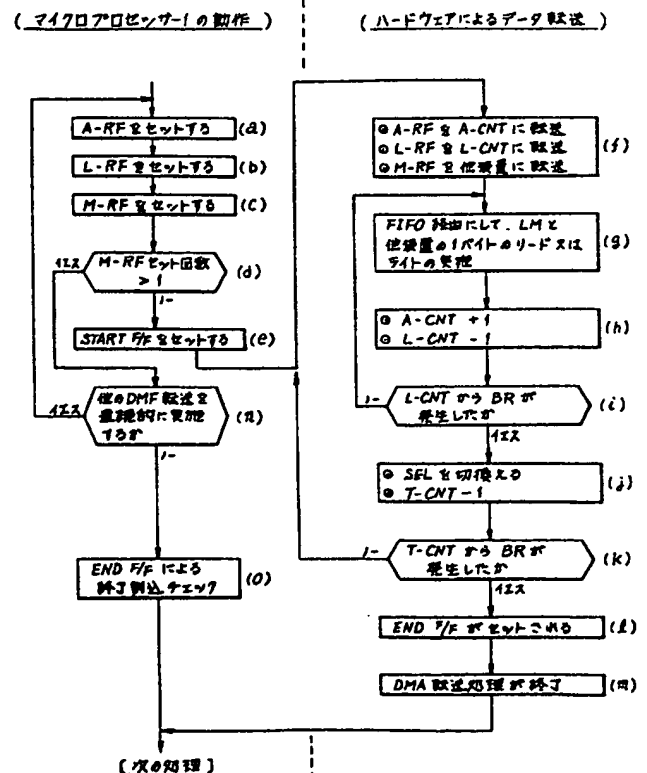 (マイクロプロセッサー1の動作)
(ハードウェアによるデータ転送)
A-RFをセットする (a)
L-RFをセットする (b)
M-RFをセットする (c)
M-RFセット回数
> 1
(d)
イエス
ノー
START F/Fをセットする (e)
他のDMF転送を
連続的に実施
するか
(n)
イエス
ノー
END F/Fによる
終了割込チェック
(o)
[次の処理]
◎ A-RFをA-CNTに転送
◎ L-RFをL-CNTに転送
◎ M-RFを他装置に転送
(f)
FIFO経由にして、LMと
他装置の1バイトのリード又は
ライトの実施
(g)
◎ A-CNT +1
◎ L-CNT -1
(h)
L-CNTからBRが
発生したか
(i)
ノー
イエス
◎ SELを切換える
◎ T-CNT-1
(j)
T-CNTからBRが
発生したか
(k)
ノー
イエス
END F/Fがセットされる (l)
DMA転送処理が終了 (m)